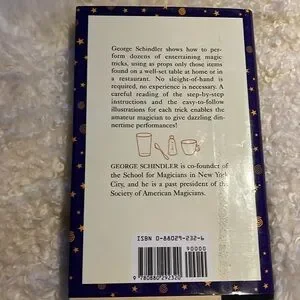 George Schindler shows how to per-
form dozens of entertaining magic
tricks, using as props only those items
found on a well-set table at home or in
a restaurant. No sleight-of-hand is
required, no experience is necessary. A
careful reading of the step-by-step
instructions and the easy-to-follow
illustrations for each trick enables the
amateur magician to give dazzling din-
nertime performances!
GEORGE SCHINDLER is co-founder of
the School for Magicians in New York
City, and he is a past president of the
Society of American Magicians.
ISBN 0-88029-232-6
90000
9 780880 292320